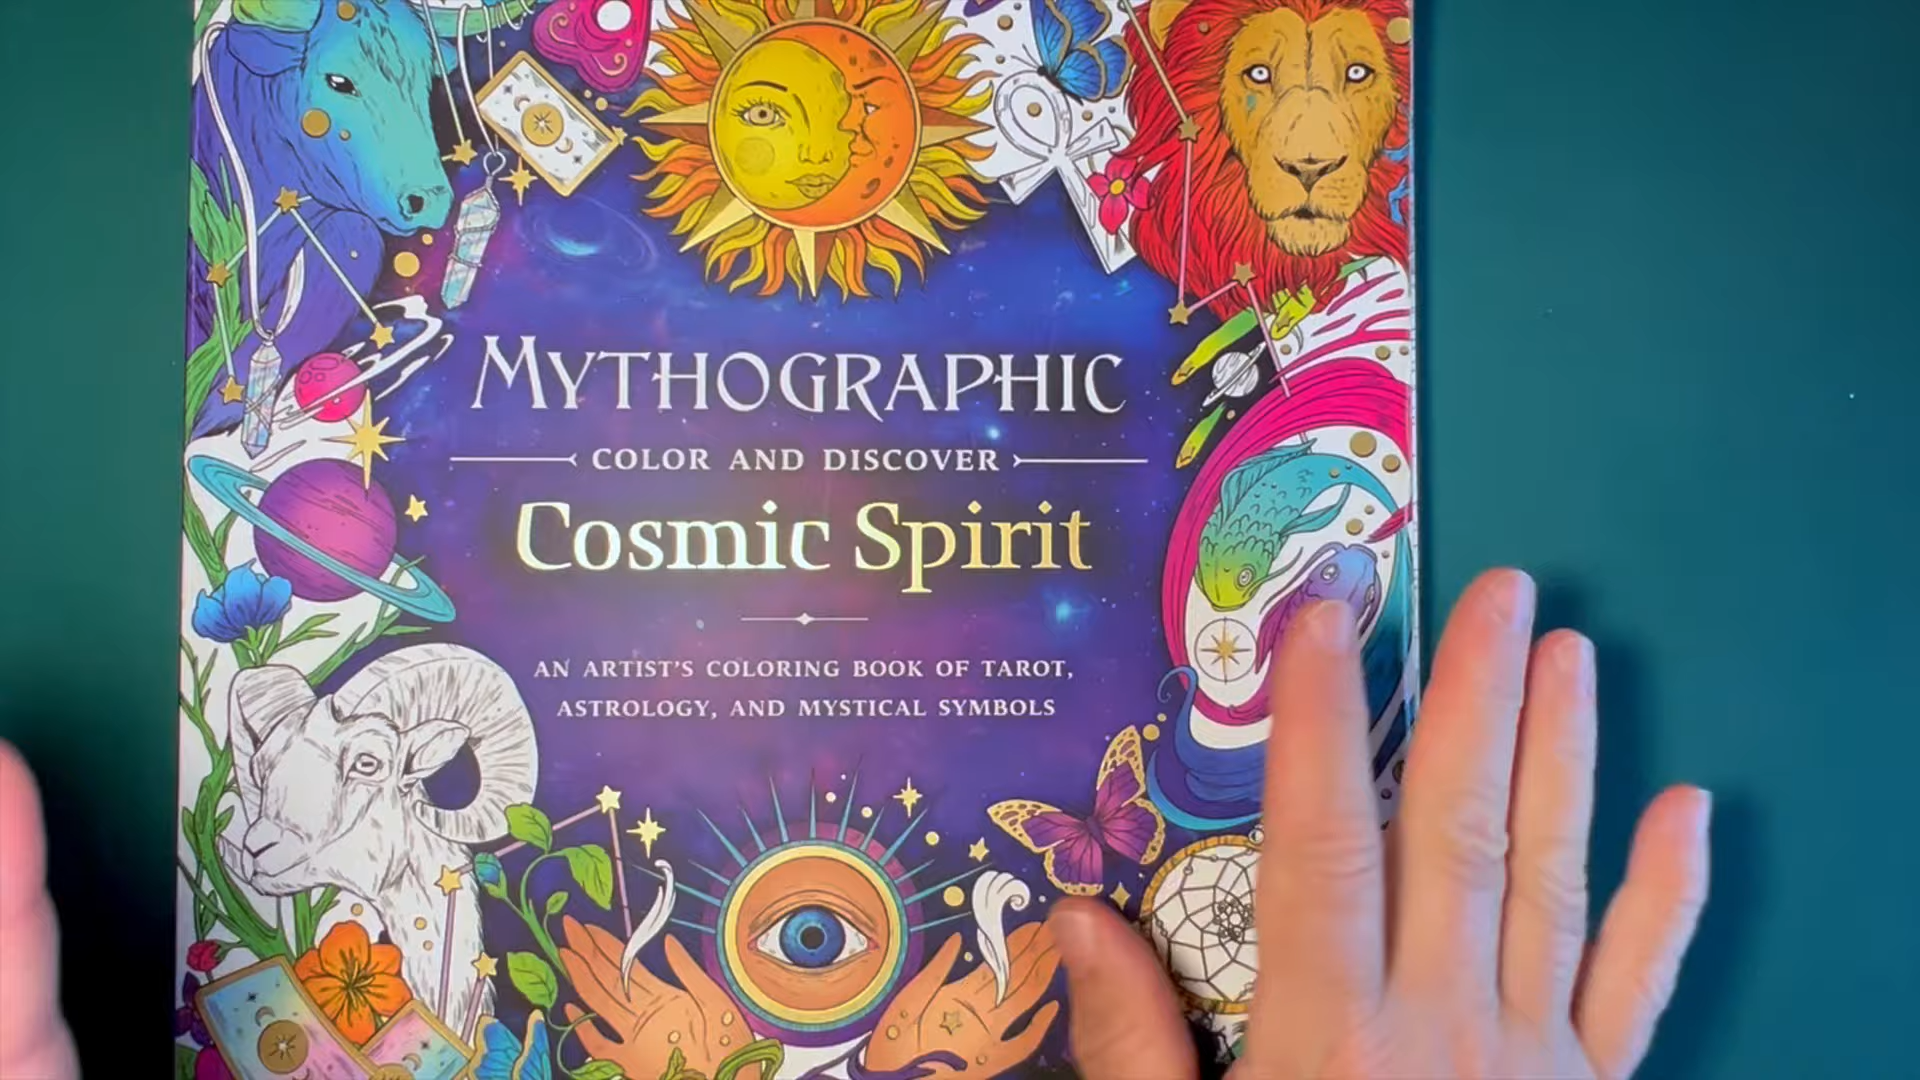 MYTHOGRAPHIC
COLOR AND DISCOVER
Cosmic Spirit
AN ARTIST'S COLORING BOOK OF TAROT,
ASTROLOGY, AND MYSTICAL SYMBOLS